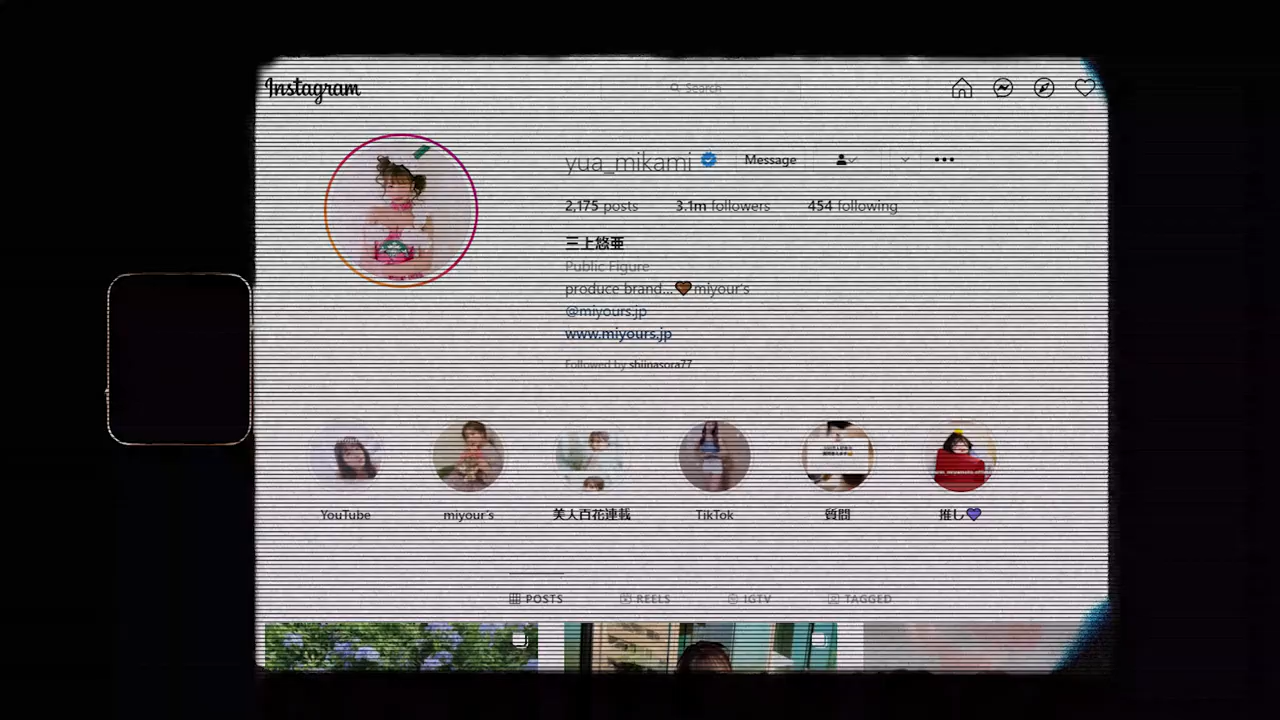 Instagram
Search
yua_mikami Message
2,175 posts 3.1m followers 454 following
三上悠亜
Public Figure
produce brand...🤎miyour's
@miyours.jp
www.miyours.jp
Followed by shiinasora77
YouTube miyour's 美人百花連載 TikTok 質問 推し💜
POSTS REELS IGTV TAGGED